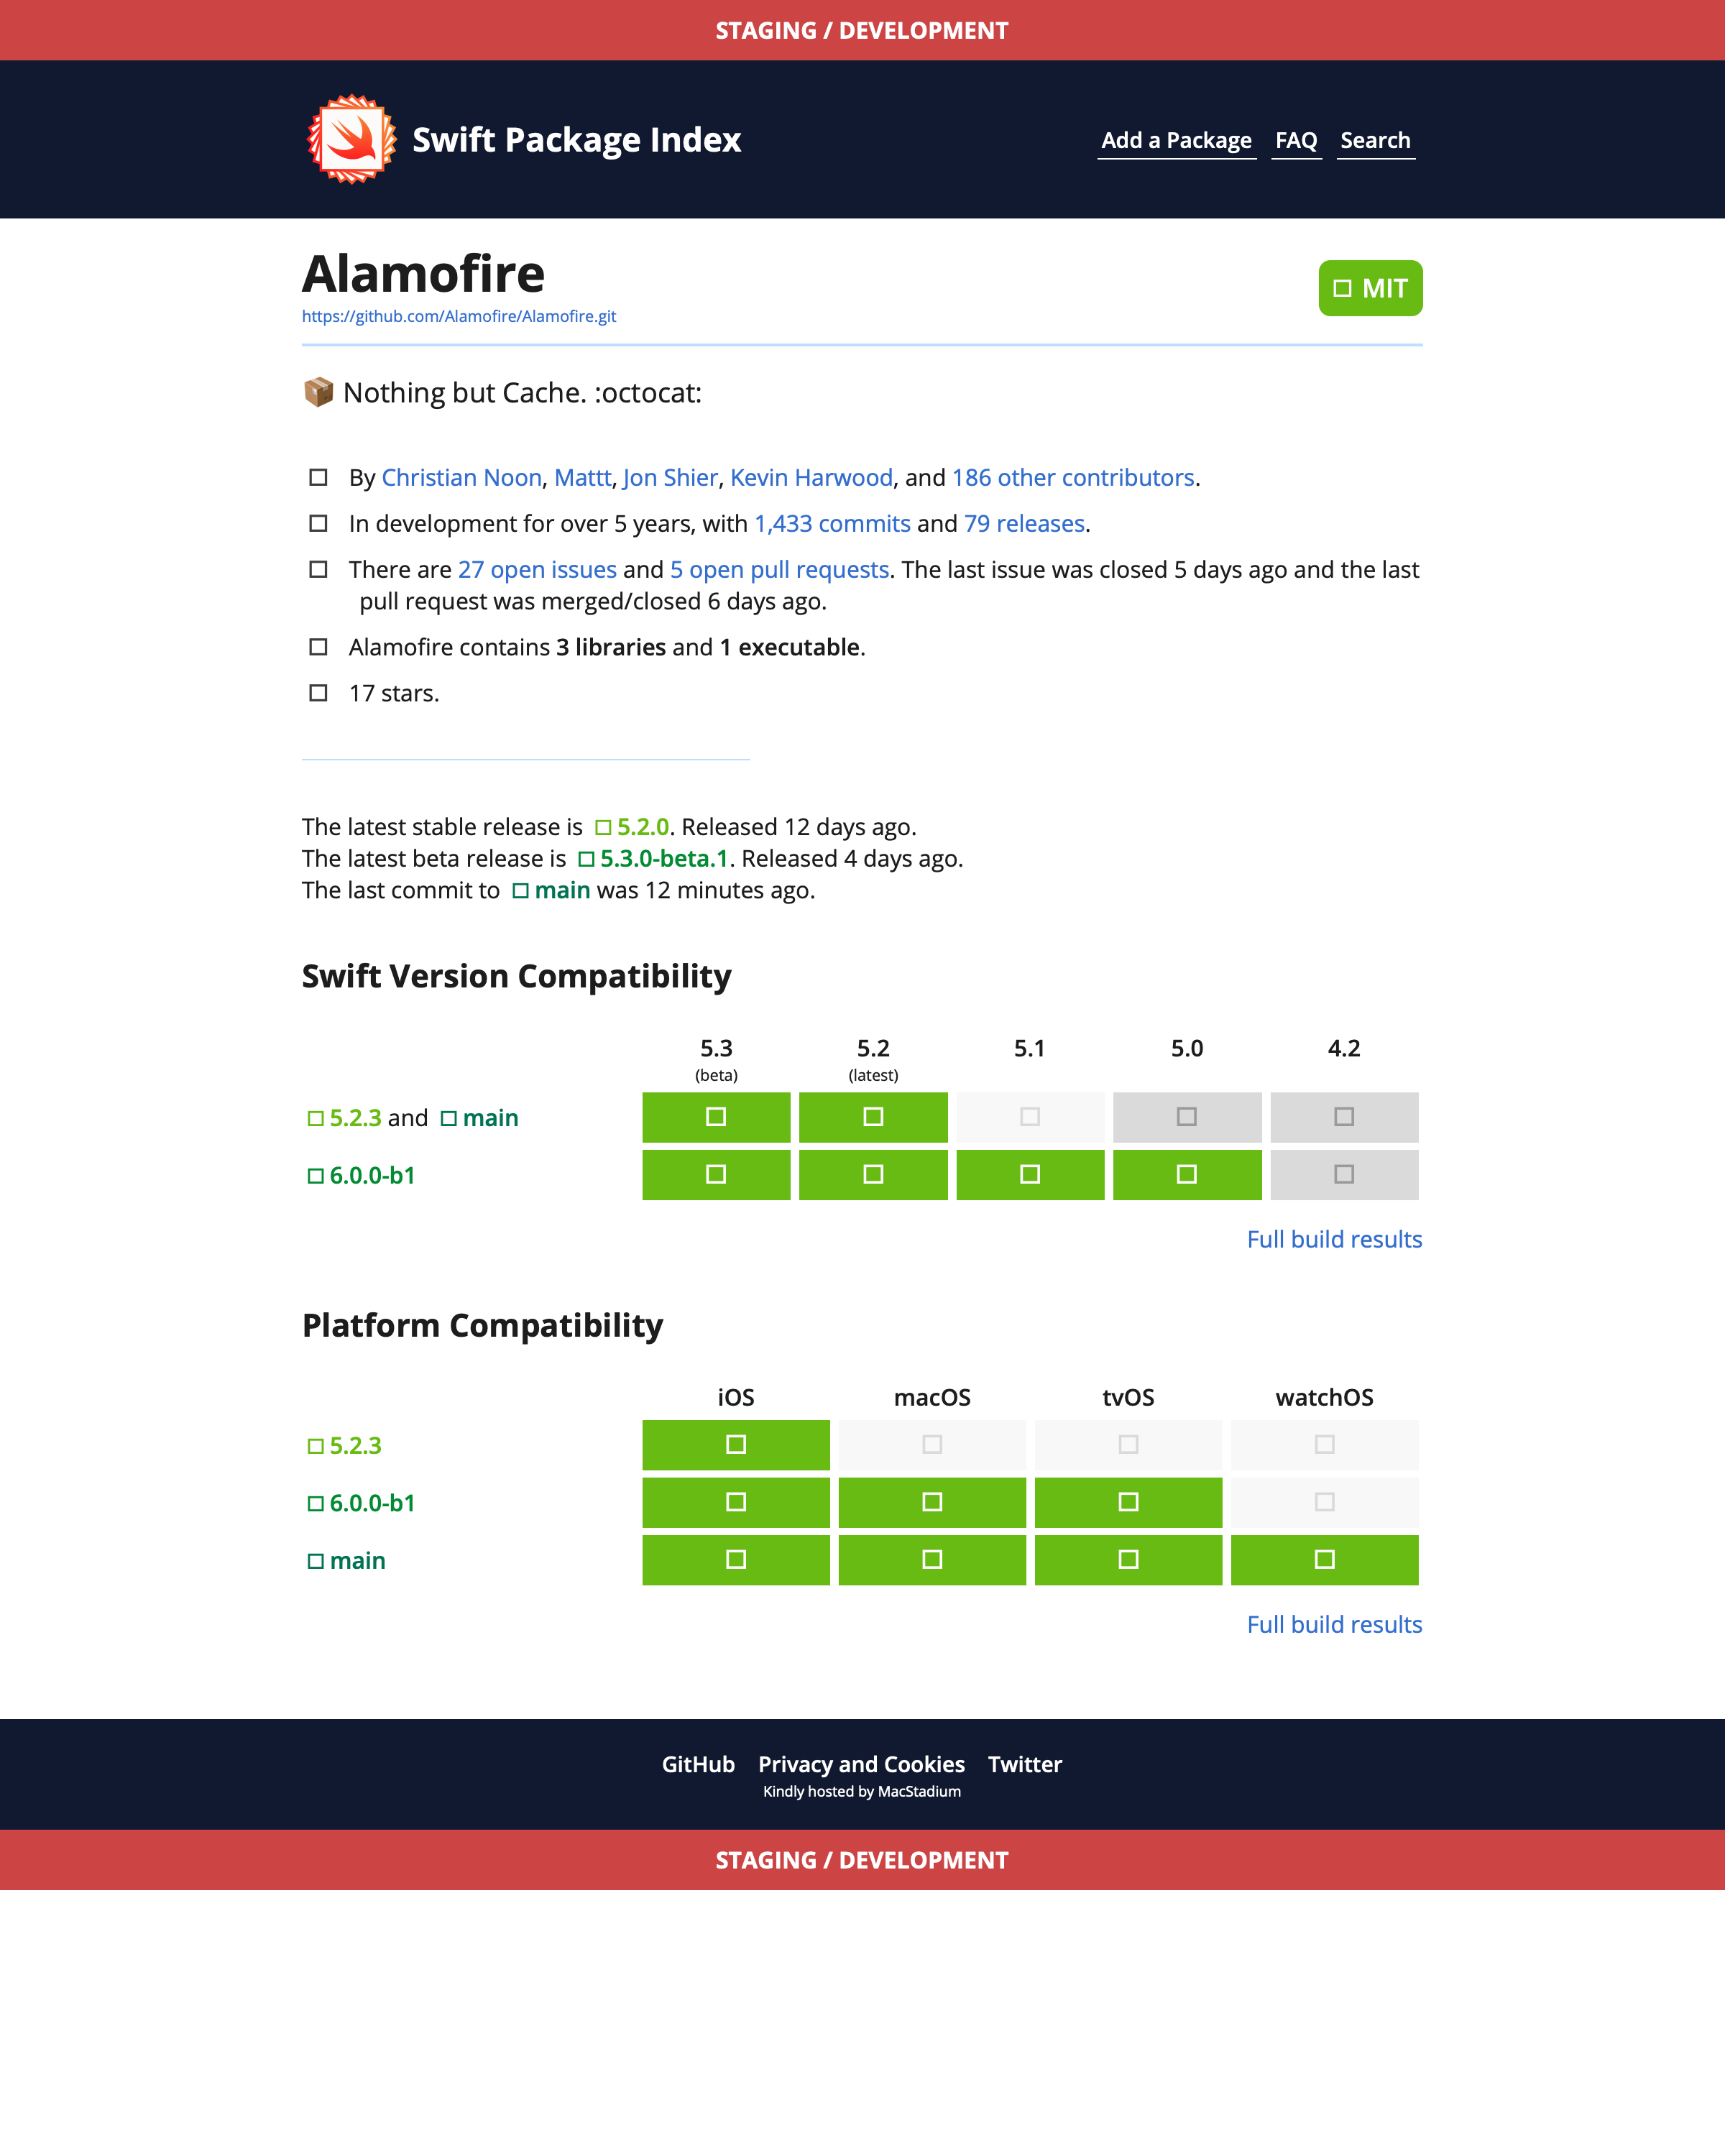 STAGING / DEVELOPMENT
Swift Package Index
Add a Package FAQ Search
Alamofire
MIT
https://github.com/Alamofire/Alamofire.git
📦 Nothing but Cache. :octocat:
By Christian Noon, Mattt, Jon Shier, Kevin Harwood, and 186 other contributors.
In development for over 5 years, with 1,433 commits and 79 releases.
There are 27 open issues and 5 open pull requests. The last issue was closed 5 days ago and the last
pull request was merged/closed 6 days ago.
Alamofire contains 3 libraries and 1 executable.
17 stars.
The latest stable release is 5.2.0. Released 12 days ago.
The latest beta release is 5.3.0-beta.1. Released 4 days ago.
The last commit to main was 12 minutes ago.
Swift Version Compatibility
5.3 5.2 5.1 5.0 4.2
(beta) (latest)
5.2.3 and main
6.0.0-b1
Full build results
Platform Compatibility
iOS macOS tvOS watchOS
5.2.3
6.0.0-b1
main
Full build results
GitHub Privacy and Cookies Twitter
Kindly hosted by MacStadium
STAGING / DEVELOPMENT